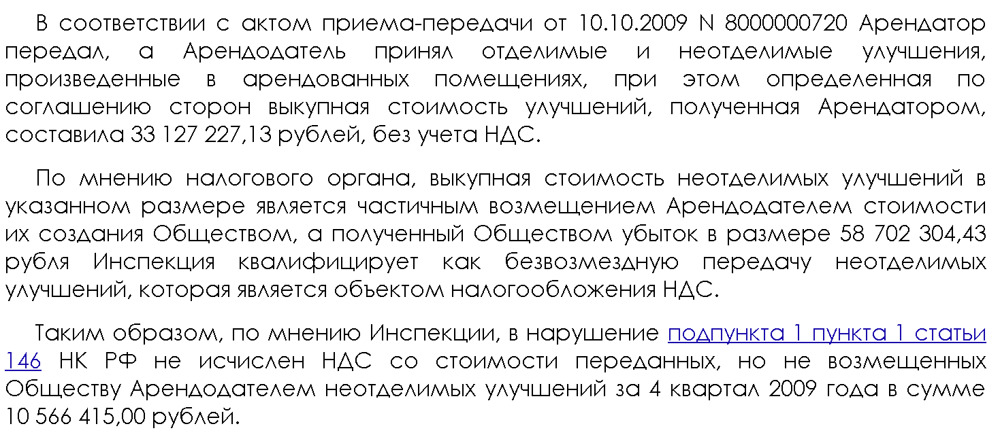 В соответствии с актом приема-передачи от 10.10.2009 N 8000000720 Арендатор
передал, а Арендодатель принял отделимые и неотделимые улучшения,
произведенные в арендованных помещениях, при этом определенная по
соглашению сторон выкупная стоимость улучшений, полученная Арендатором,
составила 33 127 227,13 рублей, без учета НДС.
По мнению налогового органа, выкупная стоимость неотделимых улучшений в
указанном размере является частичным возмещением Арендодателем стоимости
их создания Обществом, а полученный Обществом убыток в размере 58 702 304,43
рубля Инспекция квалифицирует как безвозмездную передачу неотделимых
улучшений, которая является объектом налогообложения НДС.
Таким образом, по мнению Инспекции, в нарушение подпункта 1 пункта 1 статьи
146 НК РФ не исчислен НДС со стоимости переданных, но не возмещенных
Обществу Арендодателем неотделимых улучшений за 4 квартал 2009 года в сумме
10 566 415,00 рублей.